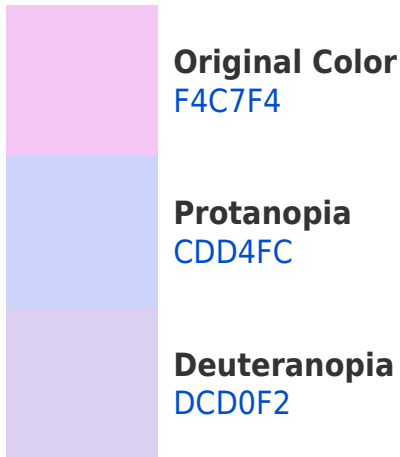 Original Color
F4C7F4
Protanopia
CDD4FC
Deuteranopia
DCD0F2